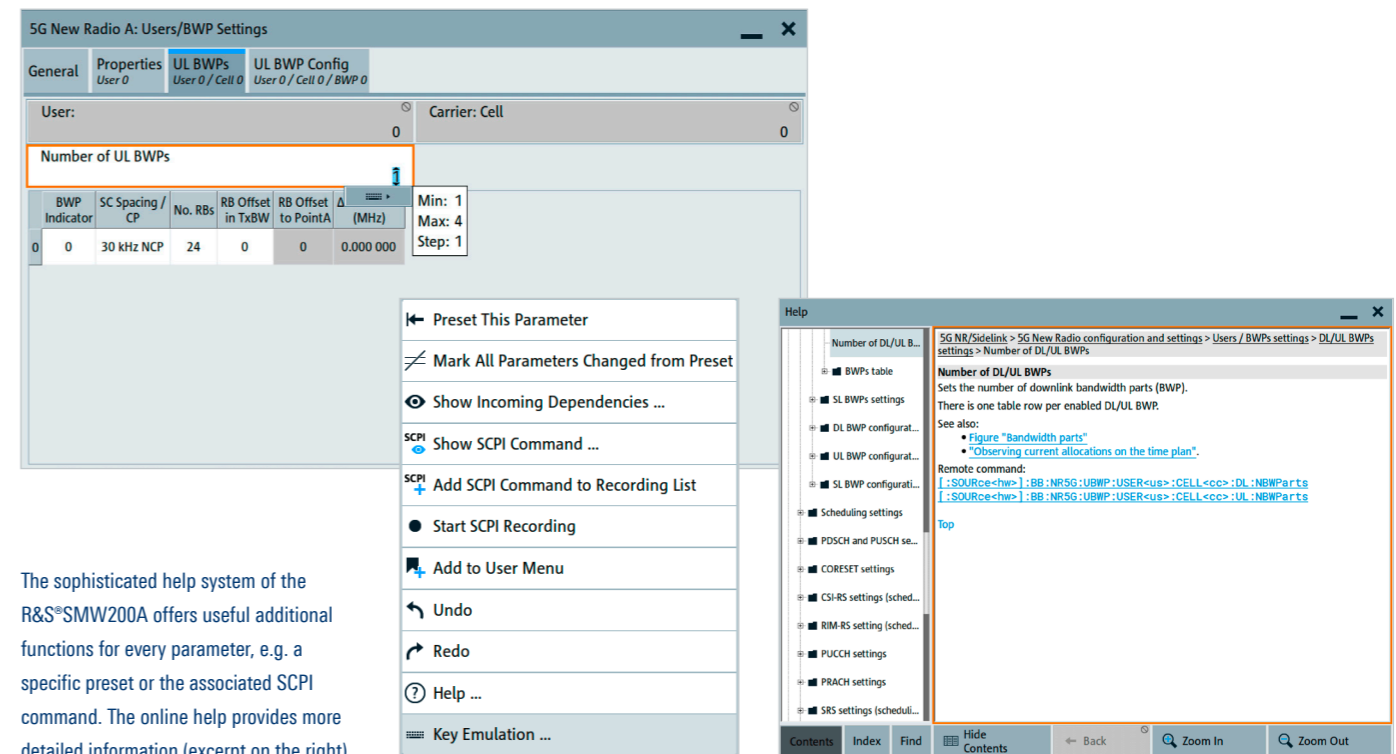 5G New Radio A: Users/BWP Settings
General
Properties
User 0
UL BWPs
User 0 / Cell 0
UL BWP Config
User 0 / Cell 0 / BWP 0
User:
0
Carrier: Cell
0
Number of UL BWPs
1
BWP Indicator SC Spacing / CP No. RBs RB Offset in TxBW RB Offset to PointA Δ (MHz)
0 0 30 kHz NCP 24 0 0 0.000 000
Min: 1
Max: 4
Step: 1
Preset This Parameter
Mark All Parameters Changed from Preset
Show Incoming Dependencies ...
SCPI Show SCPI Command ...
SCPI Add SCPI Command to Recording List
Start SCPI Recording
Add to User Menu
Undo
Redo
? Help ...
Key Emulation ...
The sophisticated help system of the
R&S®SMW200A offers useful additional
functions for every parameter, e.g. a
specific preset or the associated SCPI
command. The online help provides more
detailed information (excerpt on the right).
Help
Number of DL/UL B...
BWPs table
SL BWPs settings
DL BWP configurat...
UL BWP configurat...
SL BWP configurati...
Scheduling settings
PDSCH and PUSCH se...
CORESET settings
CSI-RS settings (sched...
RIM-RS setting (sched...
PUCCH settings
PRACH settings
SRS settings (scheduli...
5G NR/Sidelink > 5G New Radio configuration and settings > Users / BWPs settings > DL/UL BWPs
settings > Number of DL/UL BWPs
Number of DL/UL BWPs
Sets the number of downlink bandwidth parts (BWP).
There is one table row per enabled DL/UL BWP.
See also:
• Figure "Bandwidth parts"
• "Observing current allocations on the time plan".
Remote command:
[:SOURce<hw>]:BB:NR5G:UBWP:USER<us>:CELL<cc>:DL:NBWParts
[:SOURce<hw>]:BB:NR5G:UBWP:USER<us>:CELL<cc>:UL:NBWParts
Top
Contents Index Find Hide Contents ← Back Zoom In Zoom Out